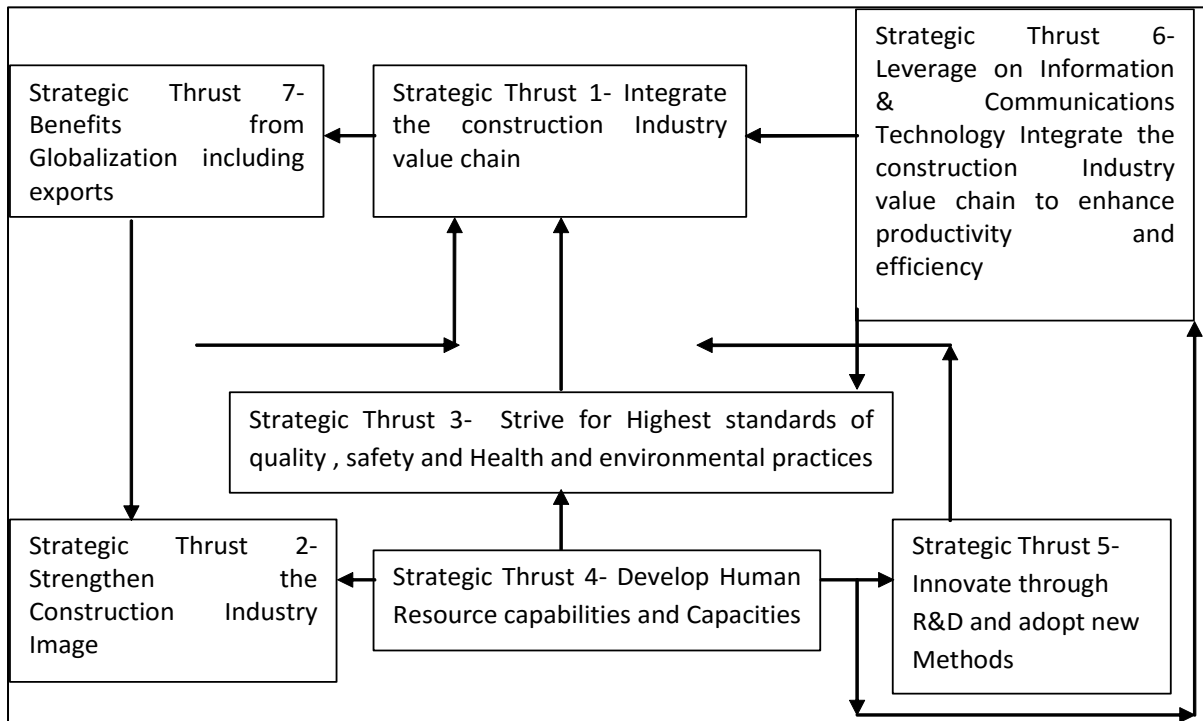 Strategic Thrust 7-
Benefits from
Globalization including
exports
Strategic Thrust 1- Integrate
the construction Industry
value chain
Strategic Thrust 6-
Leverage on Information
& Communications
Technology Integrate the
construction Industry
value chain to enhance
productivity and
efficiency
Strategic Thrust 3- Strive for Highest standards of
quality , safety and Health and environmental practices
Strategic Thrust 2-
Strengthen the
Construction Industry
Image
Strategic Thrust 4- Develop Human
Resource capabilities and Capacities
Strategic Thrust 5-
Innovate through
R&D and adopt new
Methods